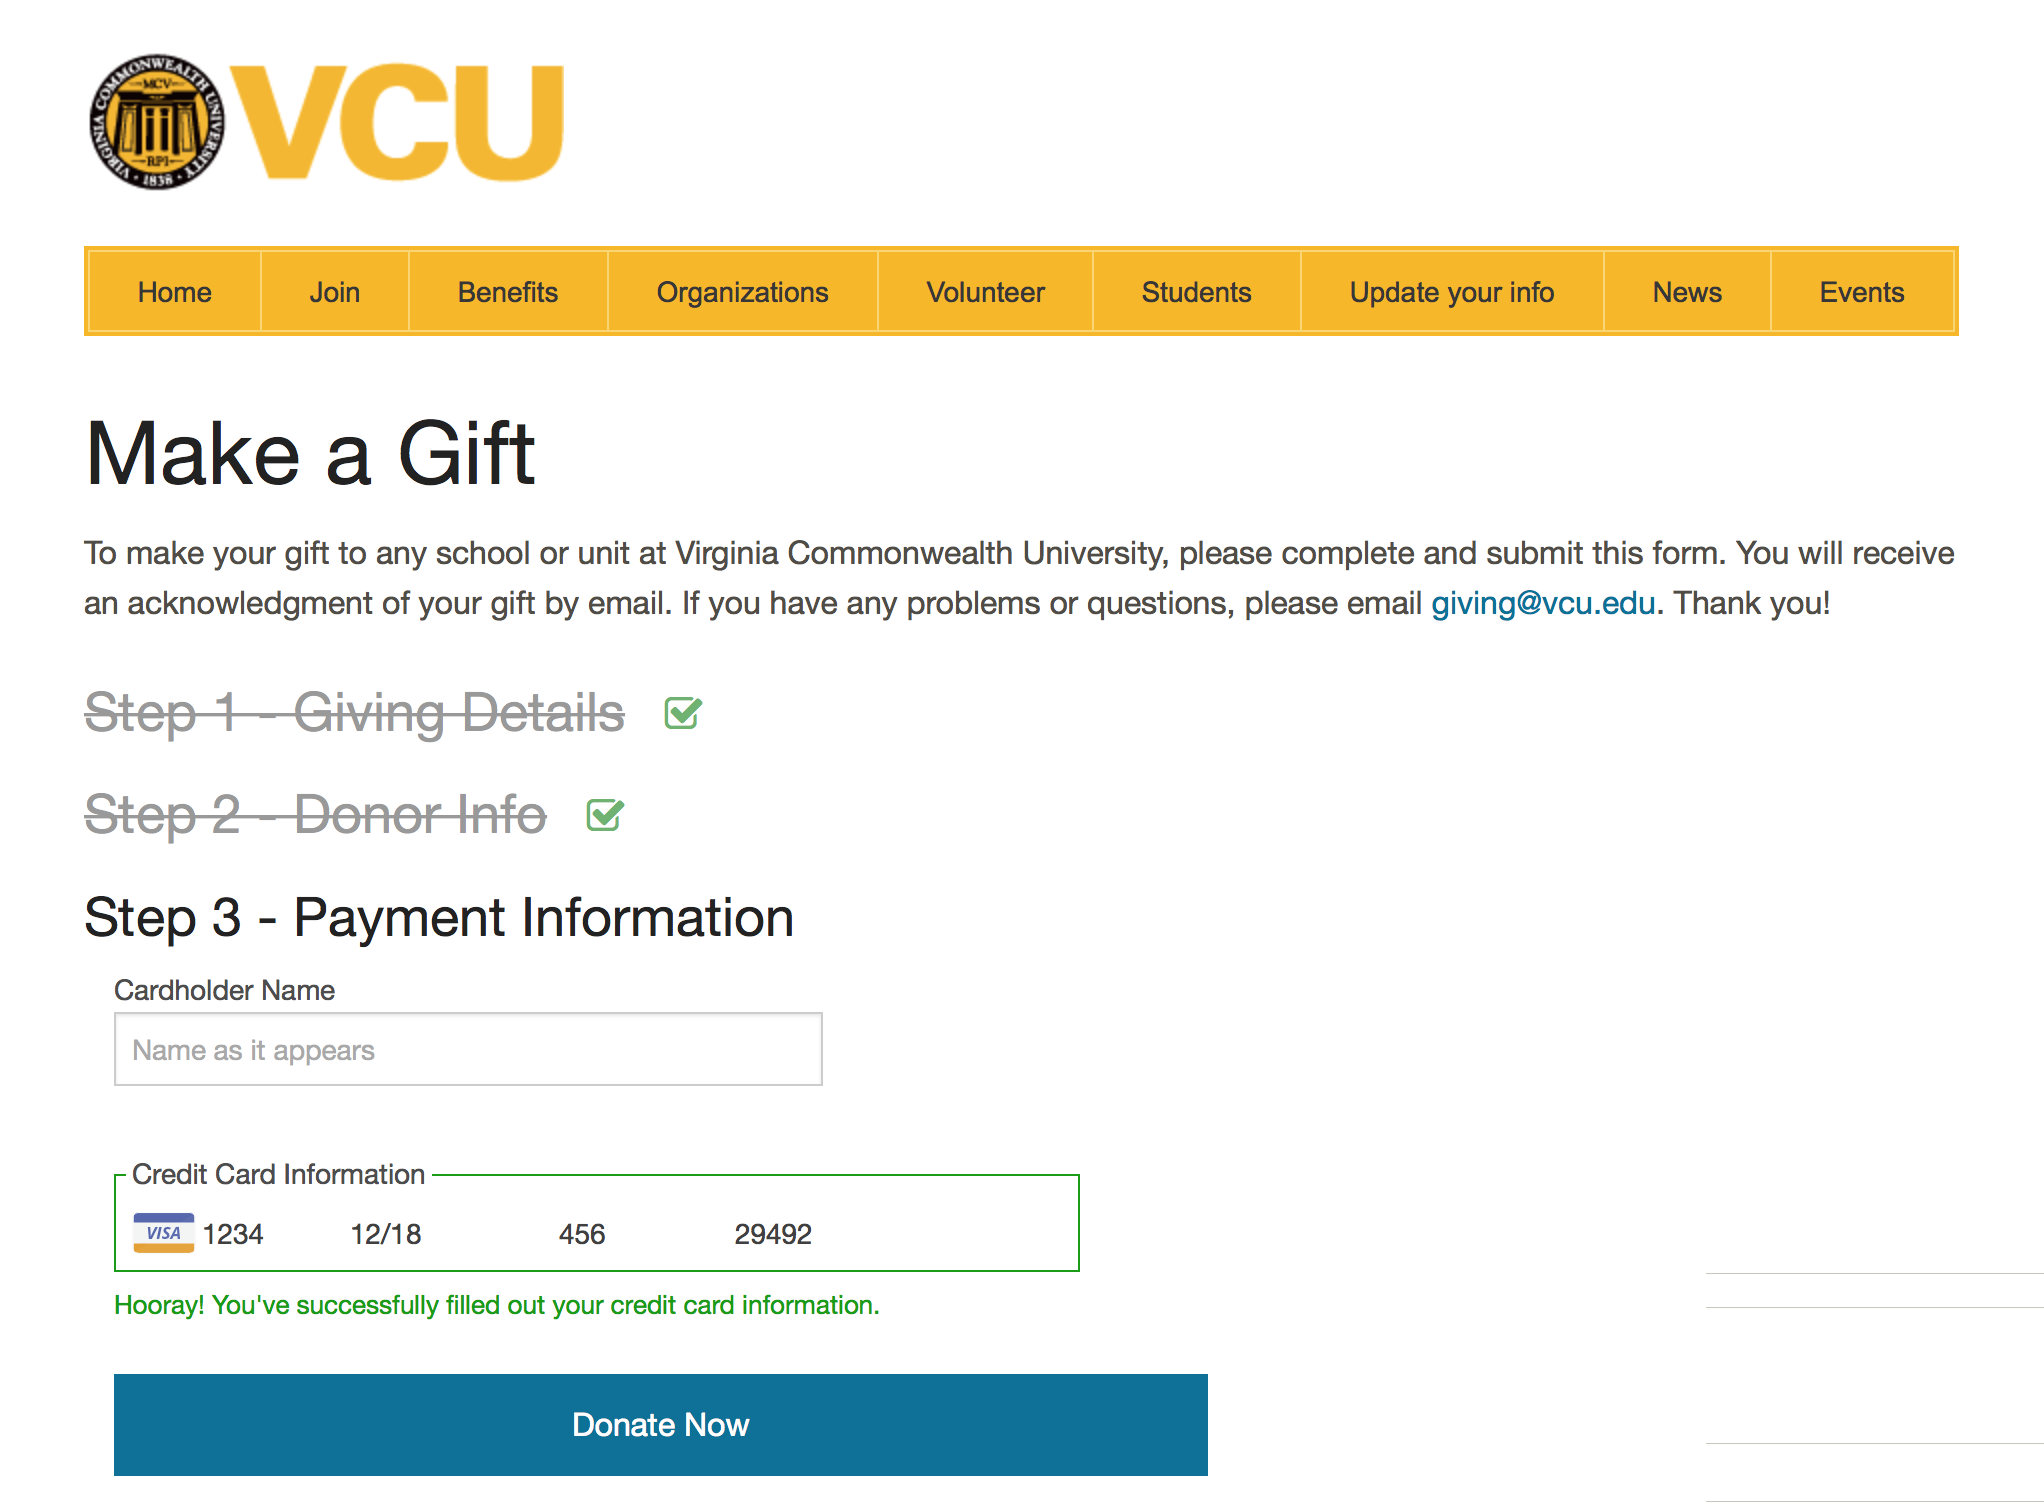 VIRGINIA COMMONWEALTH UNIVERSITY
MCV
RPI
1838
VCU
Home Join Benefits Organizations Volunteer Students Update your info News Events
Make a Gift
To make your gift to any school or unit at Virginia Commonwealth University, please complete and submit this form. You will receive
an acknowledgment of your gift by email. If you have any problems or questions, please email giving@vcu.edu. Thank you!
Step 1 - Giving Details
Step 2 - Donor Info
Step 3 - Payment Information
Cardholder Name
Name as it appears
Credit Card Information
VISA 1234 12/18 456 29492
Hooray! You've successfully filled out your credit card information.
Donate Now